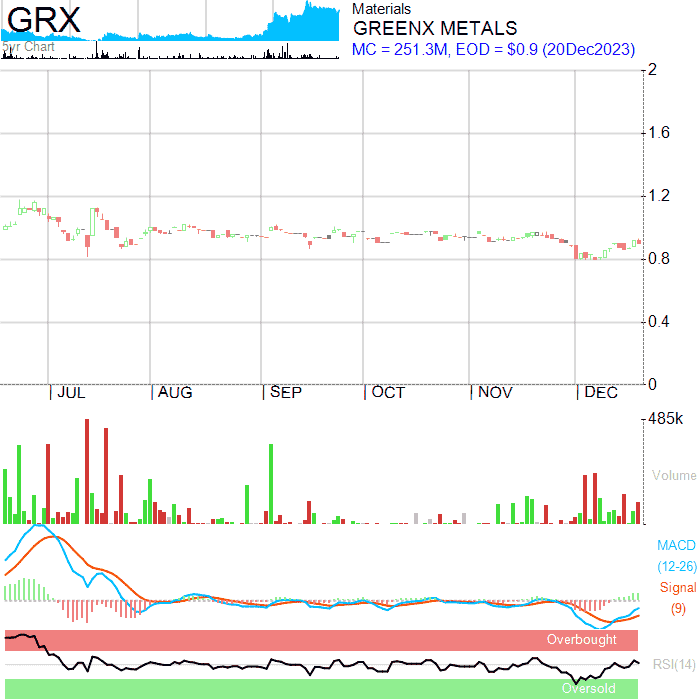 GRX
5yr Chart
Materials
GREENX METALS
MC = 251.3M, EOD = $0.9 (20Dec2023)
2
1.6
1.2
0.8
0.4
0
JUL AUG SEP OCT NOV DEC
485k
Volume
MACD
(12-26)
Signal
(9)
Overbought
RSI(14)
Oversold